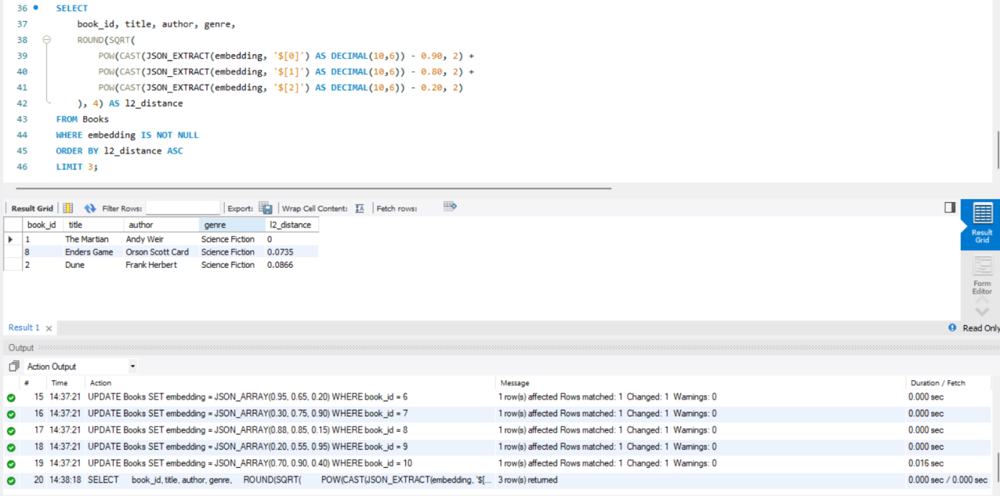 36 SELECT
37 book_id, title, author, genre,
38 ROUND(SQRT(
39 POW(CAST(JSON_EXTRACT(embedding, '$[0]') AS DECIMAL(10,6)) - 0.90, 2) +
40 POW(CAST(JSON_EXTRACT(embedding, '$[1]') AS DECIMAL(10,6)) - 0.80, 2) +
41 POW(CAST(JSON_EXTRACT(embedding, '$[2]') AS DECIMAL(10,6)) - 0.20, 2)
42 ), 4) AS l2_distance
43 FROM Books
44 WHERE embedding IS NOT NULL
45 ORDER BY l2_distance ASC
46 LIMIT 3;
Result Grid Filter Rows: Export: Wrap Cell Content: IA Fetch rows:
book_id title author genre l2_distance
1 The Martian Andy Weir Science Fiction 0
8 Enders Game Orson Scott Card Science Fiction 0.0735
2 Dune Frank Herbert Science Fiction 0.0866
Result
Grid
Form
Editor
Result 1 x
Read Only
Output
Action Output
# Time Action Message Duration / Fetch
15 14:37:21 UPDATE Books SET embedding = JSON_ARRAY(0.95, 0.65, 0.20) WHERE book_id = 6 1 row(s) affected Rows matched: 1 Changed: 1 Warnings: 0 0.000 sec
16 14:37:21 UPDATE Books SET embedding = JSON_ARRAY(0.30, 0.75, 0.90) WHERE book_id = 7 1 row(s) affected Rows matched: 1 Changed: 1 Warnings: 0 0.000 sec
17 14:37:21 UPDATE Books SET embedding = JSON_ARRAY(0.88, 0.85, 0.15) WHERE book_id = 8 1 row(s) affected Rows matched: 1 Changed: 1 Warnings: 0 0.000 sec
18 14:37:21 UPDATE Books SET embedding = JSON_ARRAY(0.20, 0.55, 0.95) WHERE book_id = 9 1 row(s) affected Rows matched: 1 Changed: 1 Warnings: 0 0.000 sec
19 14:37:21 UPDATE Books SET embedding = JSON_ARRAY(0.70, 0.90, 0.40) WHERE book_id = 10 1 row(s) affected Rows matched: 1 Changed: 1 Warnings: 0 0.016 sec
20 14:38:18 SELECT book_id, title, author, genre, ROUND(SQRT( POW(CAST(JSON_EXTRACT(embedding, '$[... 3 row(s) returned 0.000 sec / 0.000 sec